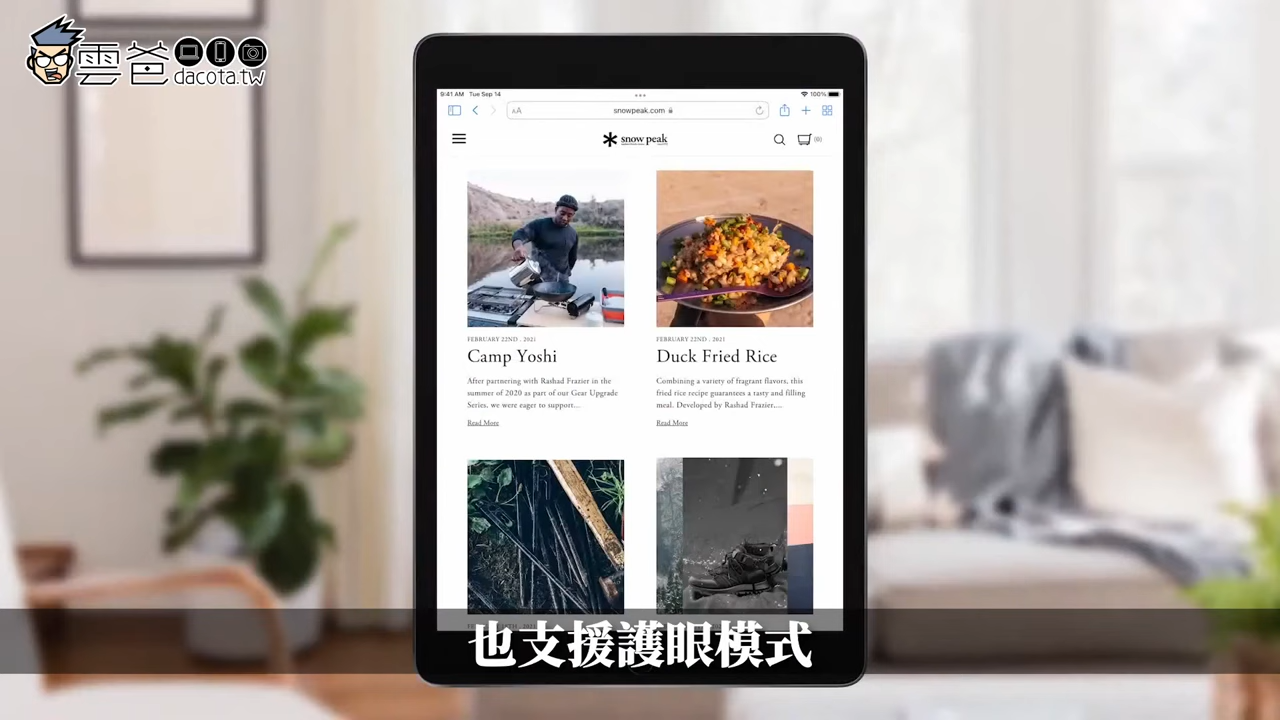 雲爸
dacota.tw
9:41 AM Tue Sep 14
100%
AA
snowpeak.com
snow peak
(0)
FEBRUARY 22ND . 2021
Camp Yoshi
After partnering with Rashad Frazier in the
summer of 2020 as part of our Gear Upgrade
Series, we were eager to support...
Read More
FEBRUARY 22ND . 2021
Duck Fried Rice
Combining a variety of fragrant flavors, this
fried rice recipe guarantees a tasty and filling
meal. Developed by Rashad Frazier,...
Read More
也支援護眼模式